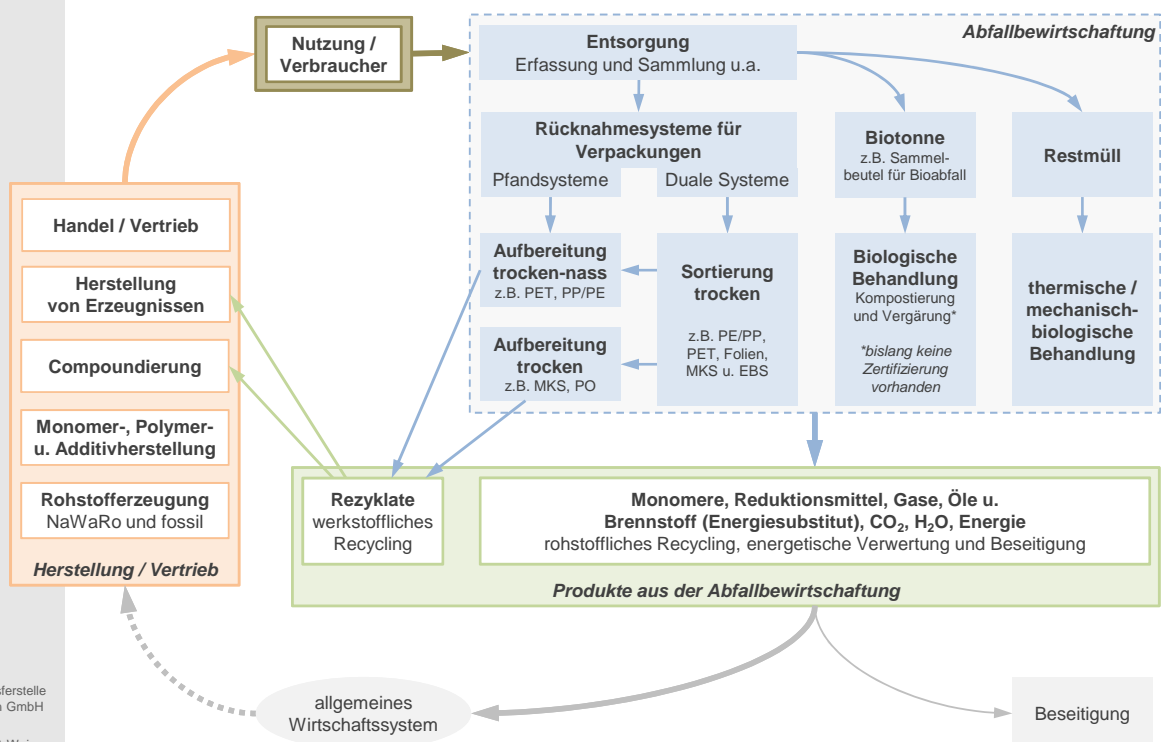 Abfallbewirtschaftung
Nutzung /
Verbraucher
Entsorgung
Erfassung und Sammlung u.a.
Rücknahmesysteme für
Verpackungen
Pfandsysteme
Duale Systeme
Biotonne
z.B. Sammel-
beutel für Bioabfall
Restmüll
Aufbereitung
trocken-nass
z.B. PET, PP/PE
Sortierung
trocken
z.B. PE/PP,
PET, Folien,
MKS u. EBS
Aufbereitung
trocken
z.B. MKS, PO
Biologische
Behandlung
Kompostierung
und Vergärung*
*bislang keine
Zertifizierung
vorhanden
thermische /
mechanisch-
biologische
Behandlung
Handel / Vertrieb
Herstellung
von Erzeugnissen
Compoundierung
Monomer-, Polymer-
u. Additivherstellung
Rohstofferzeugung
NaWaRo und fossil
Herstellung / Vertrieb
Rezyklate
werkstoffliches
Recycling
Monomere, Reduktionsmittel, Gase, Öle u.
Brennstoff (Energiesubstitut), CO₂, H₂O, Energie
rohstoffliches Recycling, energetische Verwertung und Beseitigung
Produkte aus der Abfallbewirtschaftung
allgemeines
Wirtschaftssystem
Beseitigung
sferstelle
GmbH